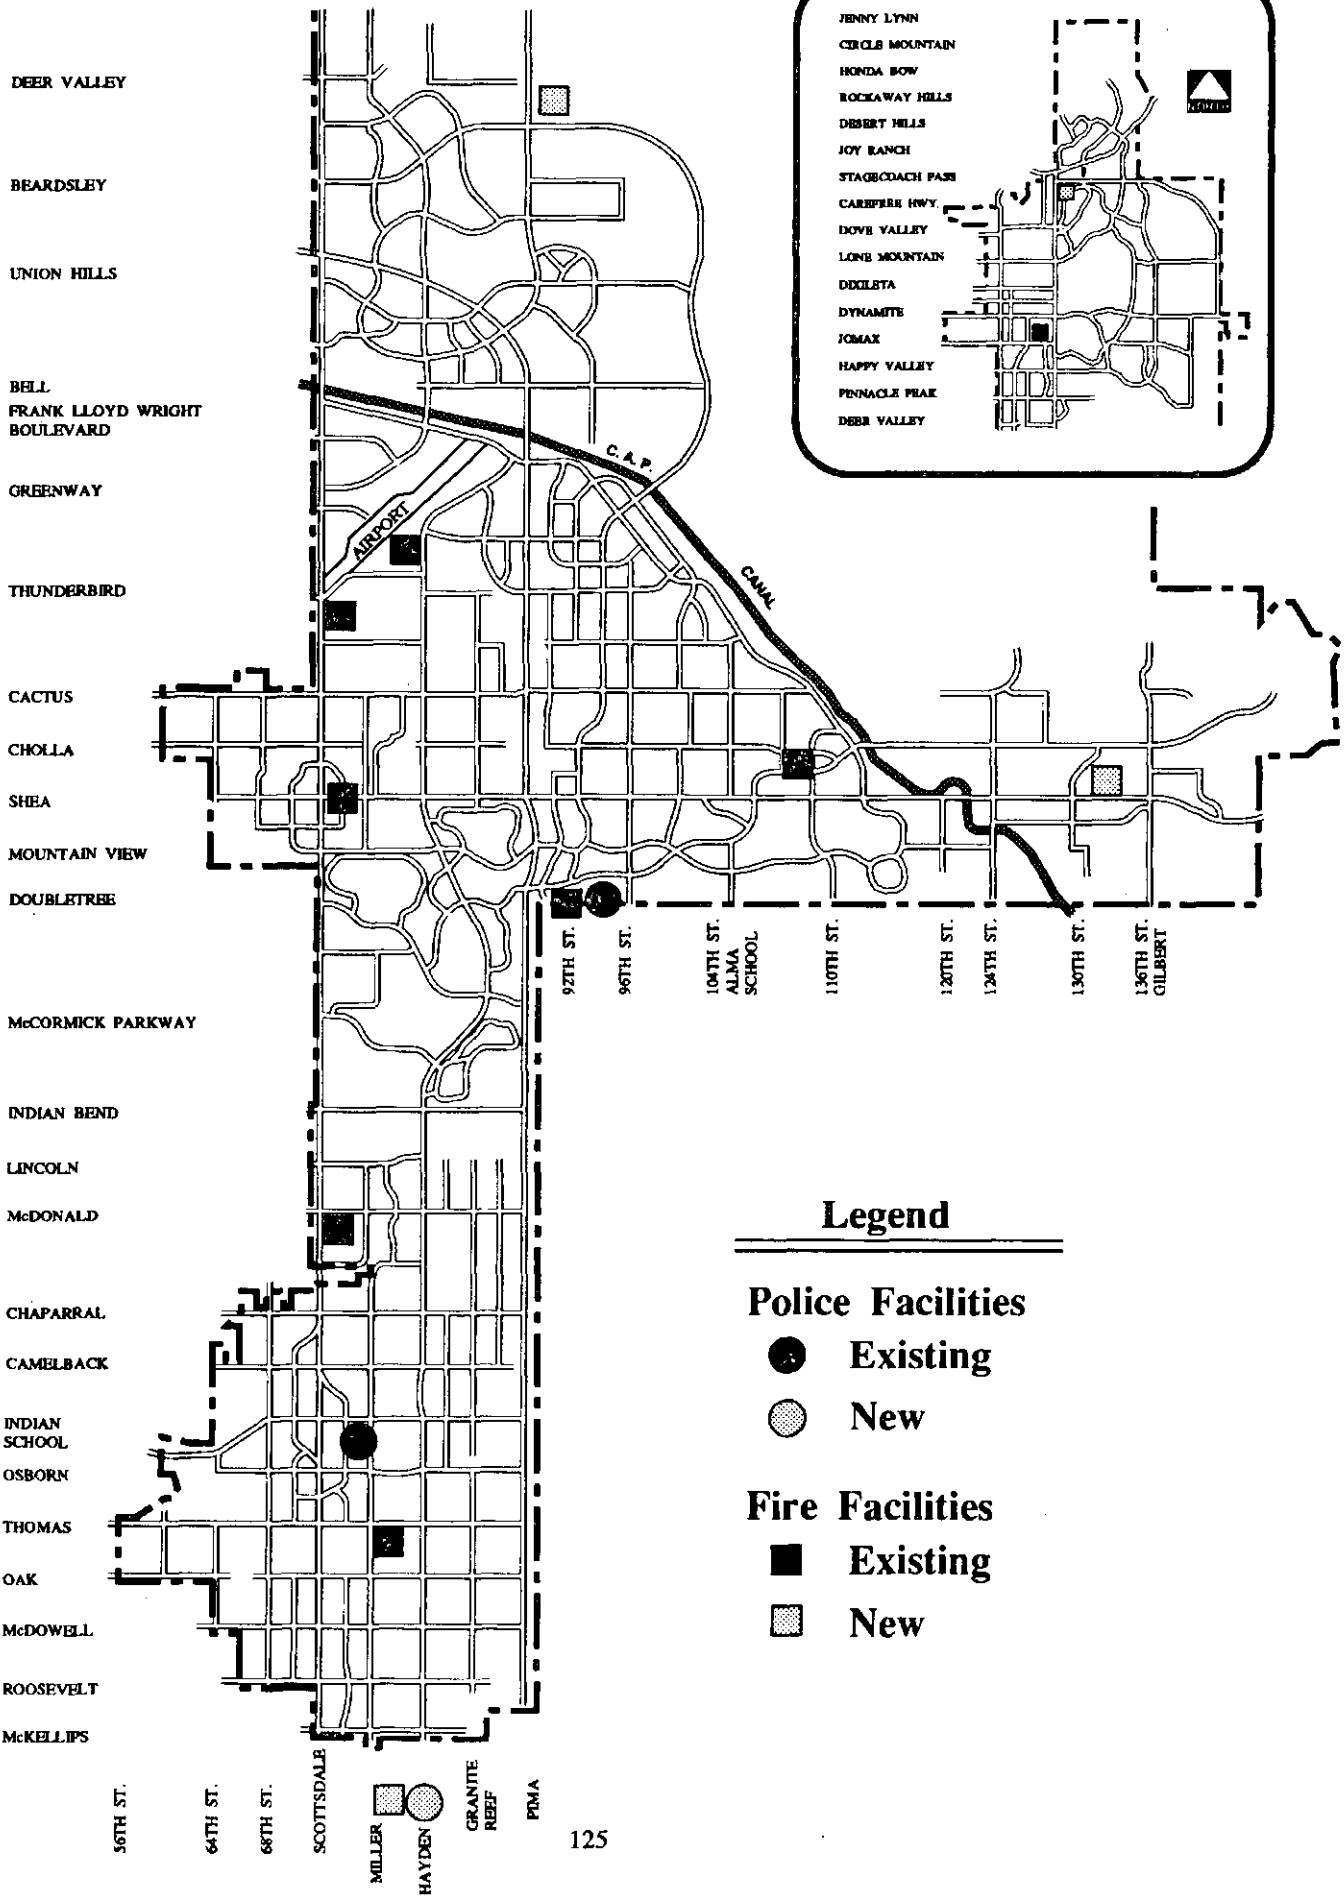 DEER VALLEY
BEARDSLEY
UNION HILLS
BELL
FRANK LLOYD WRIGHT
BOULEVARD
GREENWAY
THUNDERBIRD
CACTUS
CHOLLA
SHEA
MOUNTAIN VIEW
DOUBLETREE
McCORMICK PARKWAY
INDIAN BEND
LINCOLN
McDONALD
CHAPARRAL
CAMELBACK
INDIAN
SCHOOL
OSBORN
THOMAS
OAK
McDOWELL
ROOSEVELT
McKELLIPS
JENNY LYNN
CIRCLE MOUNTAIN
HONDA BOW
ROCKAWAY HILLS
DESERT HILLS
JOY RANCH
STAGECOACH PASS
CAREFREE HWY.
DOVE VALLEY
LONE MOUNTAIN
DIXILETA
DYNAMITE
JOMAX
HAPPY VALLEY
PINNACLE PEAK
DEER VALLEY
NORTH
C. A. P.
CANAL
AIRPORT
92TH ST.
96TH ST.
104TH ST.
ALMA
SCHOOL
110TH ST.
120TH ST.
124TH ST.
130TH ST.
136TH ST.
GILBERT
Legend
Police Facilities
Existing
New
Fire Facilities
Existing
New
56TH ST.
64TH ST.
68TH ST.
SCOTTSDALE
MILLER
HAYDEN
GRANITE
REEF
PIMA
125